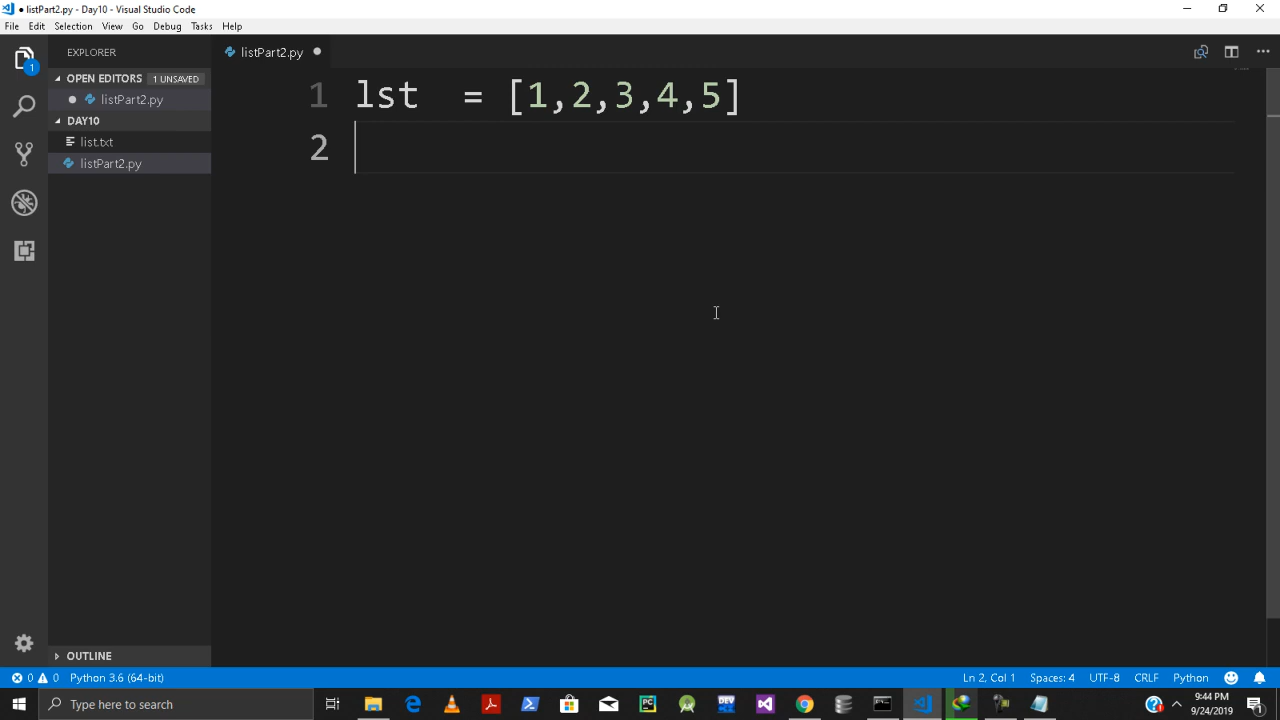 ● listPart2.py - Day10 - Visual Studio Code
File Edit Selection View Go Debug Tasks Help
EXPLORER
listPart2.py
OPEN EDITORS 1 UNSAVED
listPart2.py
DAY10
list.txt
listPart2.py
OUTLINE
1 lst  = [1,2,3,4,5]
2
0 0 Python 3.6 (64-bit)
Ln 2, Col 1 Spaces: 4 UTF-8 CRLF Python
Type here to search
9:44 PM
9/24/2019